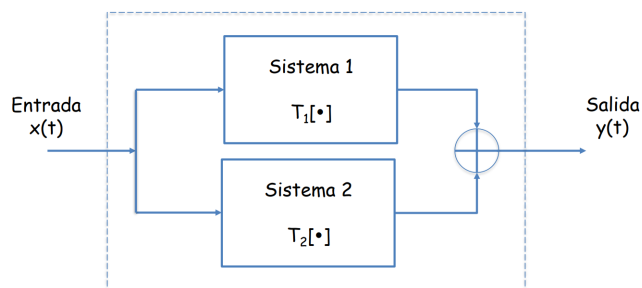 Sistema 1
T₁[•]
Entrada
x(t)
Salida
y(t)
Sistema 2
T₂[•]